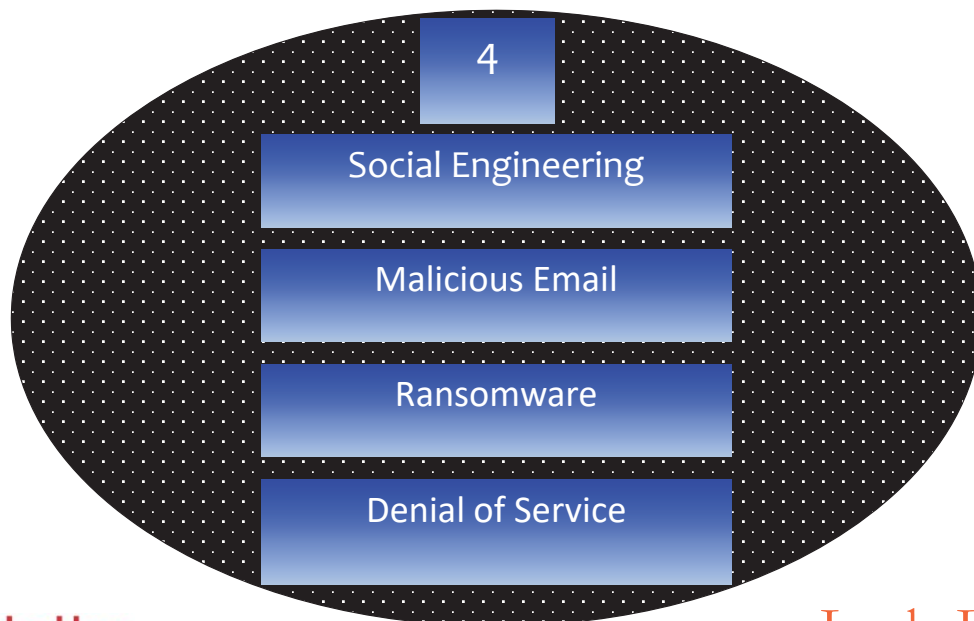 4
Social Engineering
Malicious Email
Ransomware
Denial of Service